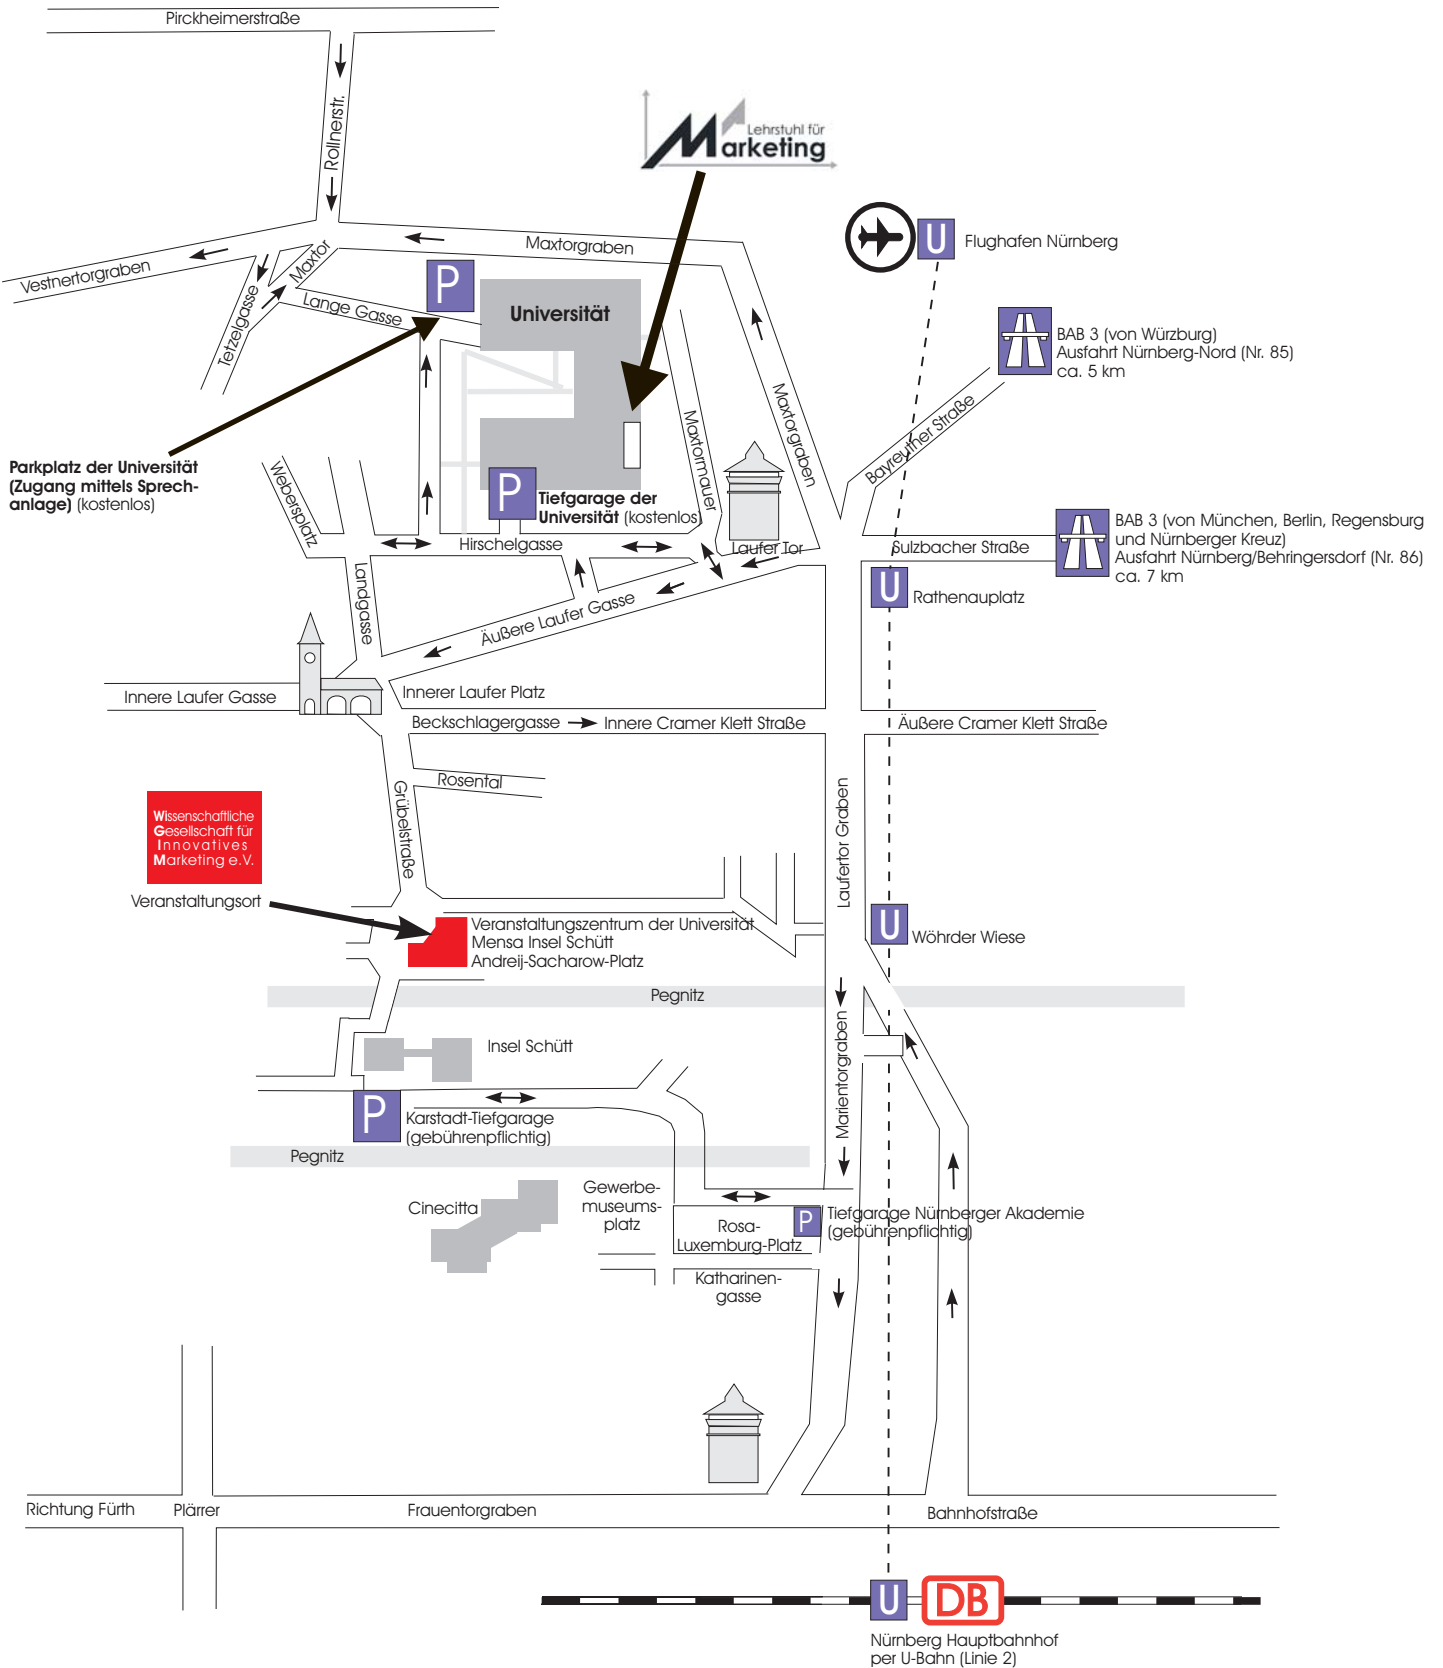 Pirckheimerstraße
Rollnerstr.
Lehrstuhl für
Marketing
Maxtorgraben
U
Flughafen Nürnberg
Vestnertorgraben
Maxtor
Tetzelgasse
Lange Gasse
P
Universität
BAB 3 (von Würzburg)
Ausfahrt Nürnberg-Nord (Nr. 85)
ca. 5 km
Maxtorgraben
Maxtormauer
Bayreuther Straße
Parkplatz der Universität
(Zugang mittels Sprech-
anlage) (kostenlos)
Webersplatz
P
Tiefgarage der
Universität (kostenlos)
Hirschelgasse
Laufer Tor
Sulzbacher Straße
BAB 3 (von München, Berlin, Regensburg
und Nürnberger Kreuz)
Ausfahrt Nürnberg/Behringersdorf (Nr. 86)
ca. 7 km
U
Rathenauplatz
Landgasse
Äußere Laufer Gasse
Innere Laufer Gasse
Innerer Laufer Platz
Beckschlagergasse
Innere Cramer Klett Straße
Äußere Cramer Klett Straße
Rosental
Grübelstraße
Laufertor Graben
Wissenschaftliche
Gesellschaft für
Innovatives
Marketing e.V.
Veranstaltungsort
Veranstaltungszentrum der Universität
Mensa Insel Schütt
Andreij-Sacharow-Platz
U
Wöhrder Wiese
Pegnitz
Marientorgraben
Insel Schütt
P
Karstadt-Tiefgarage
(gebührenpflichtig)
Pegnitz
Cinecitta
Gewerbe-
museums-
platz
Rosa-
Luxemburg-Platz
P
Tiefgarage Nürnberger Akademie
(gebührenpflichtig)
Katharinen-
gasse
Richtung Fürth
Plärrer
Frauentorgraben
Bahnhofstraße
U
DB
Nürnberg Hauptbahnhof
per U-Bahn (Linie 2)